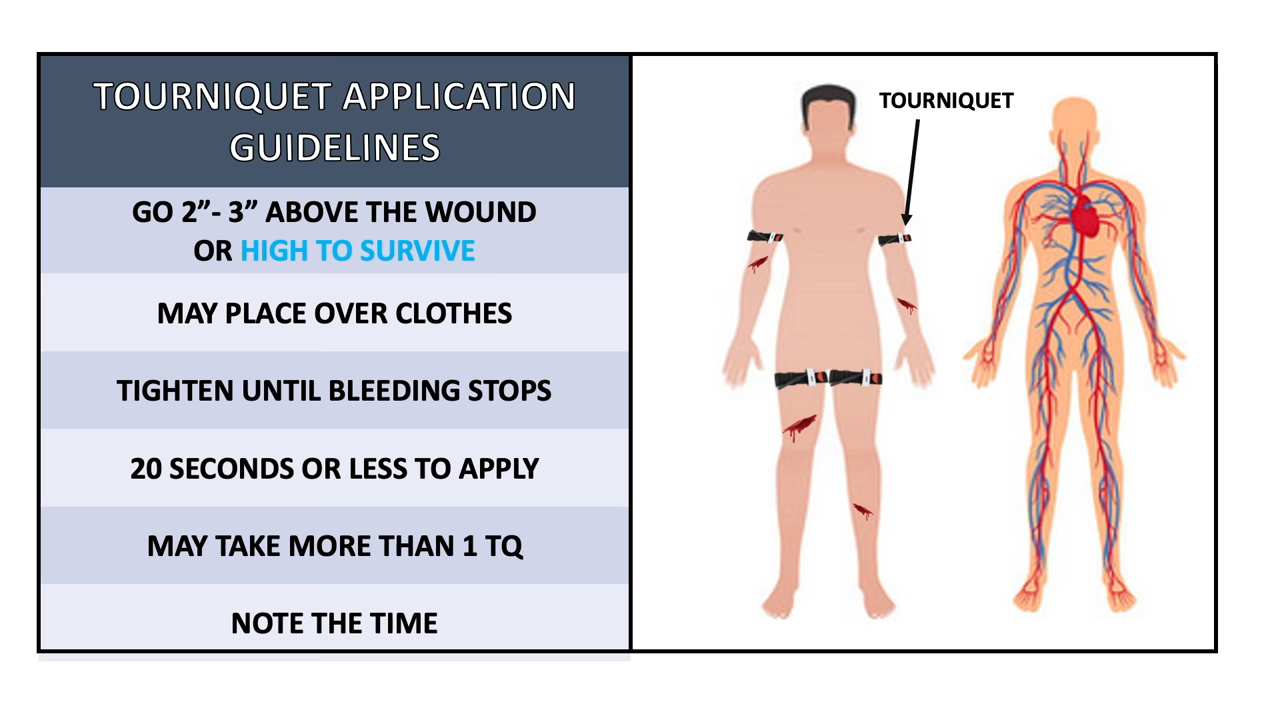 TOURNIQUET APPLICATION
GUIDELINES
GO 2”- 3” ABOVE THE WOUND
OR HIGH TO SURVIVE
MAY PLACE OVER CLOTHES
TIGHTEN UNTIL BLEEDING STOPS
20 SECONDS OR LESS TO APPLY
MAY TAKE MORE THAN 1 TQ
NOTE THE TIME
TOURNIQUET